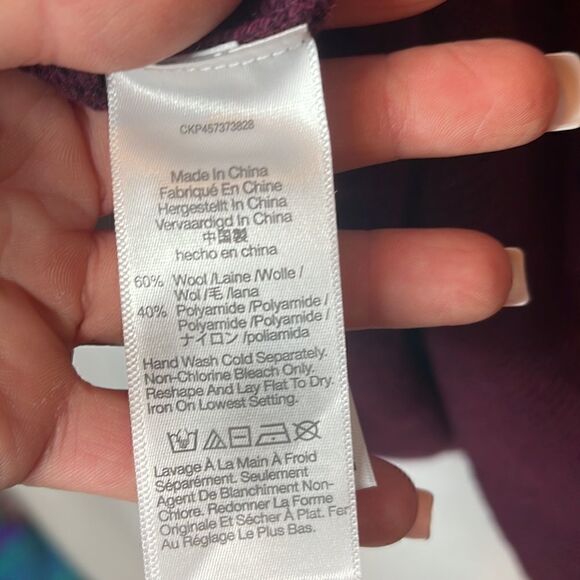 CKP457373828
Made In China
Fabriqué En Chine
Hergestellt In China
Vervaardigd In China
中国製
hecho en china
60% Wool /Laine /Wolle /
Wol /毛 /lana
40% Polyamide /Polyamide /
Polyamide /Polyamide /
ナイロン /poliamida
Hand Wash Cold Separately.
Non-Chlorine Bleach Only.
Reshape And Lay Flat To Dry.
Iron On Lowest Setting.
Lavage À La Main À Froid
Séparément. Seulement
Agent De Blanchiment Non-
Chlore. Redonner La Forme
Originale Et Sécher À Plat. Fer
Au Réglage Le Plus Bas.